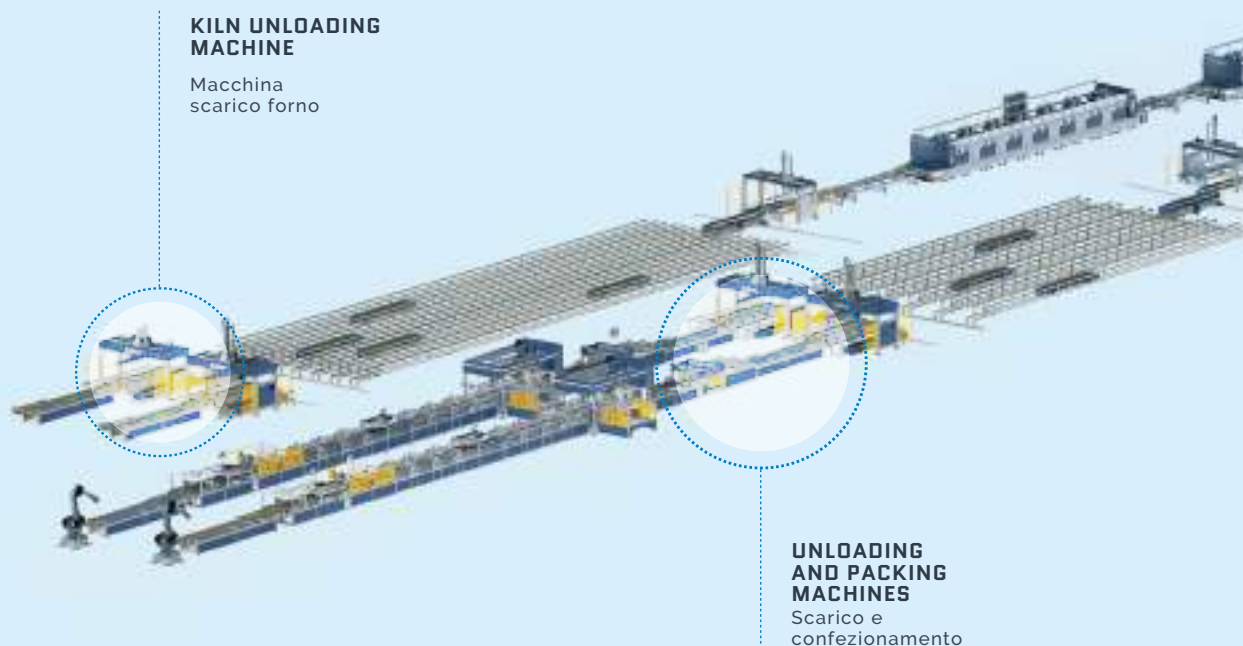 KILN UNLOADING
MACHINE
Macchina
scarico forno
UNLOADING
AND PACKING
MACHINES
Scarico e
confezionamento